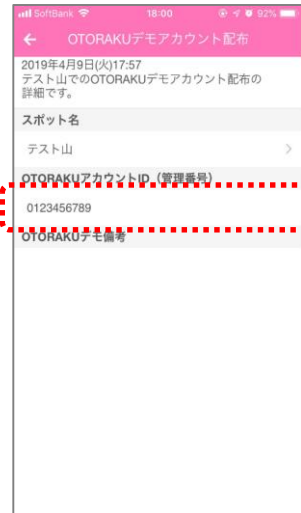 SoftBank 18:00 92%
OTORAKUデモアカウント配布
2019年4月9日(火)17:57
テスト山でのOTORAKUデモアカウント配布の
詳細です。
スポット名
テスト山
OTORAKUアカウントID（管理番号）
0123456789
OTORAKUデモ備考